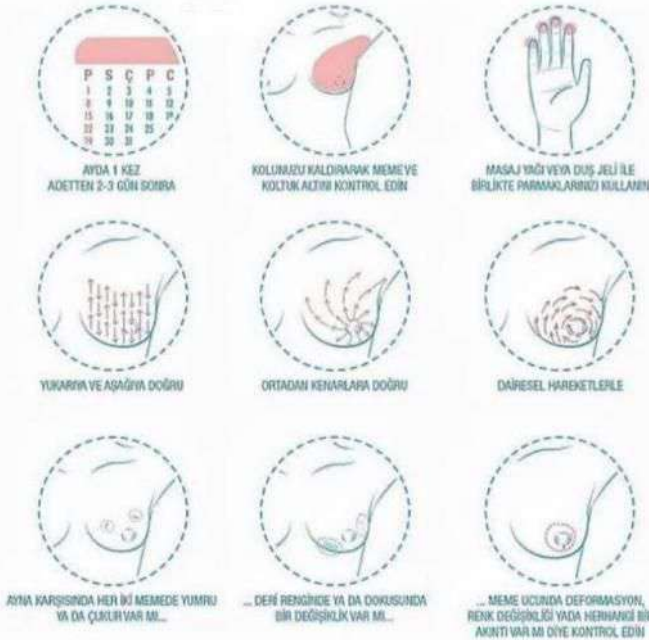 P S Ç P C
1 2 3 4 5
8 9 10 11 12
15 16 17 18 19
22 23 24 25
29 30 31
AYDA 1 KEZ
ADETTEN 2-3 GÜN SONRA
KOLUNUZU KALDIRARAK MEME VE
KOLTUK ALTINI KONTROL EDİN
MASAJ YAĞI VEYA DUŞ JELİ İLE
BİRLİKTE PARMAKLARINIZI KULLANIN
YUKARIYA VE AŞAĞIYA DOĞRU
ORTADAN KENARLARA DOĞRU
DAİRESEL HAREKETLERLE
AYNA KARŞISINDA HER İKİ MEMEDE YUMRU
YA DA ÇUKUR VAR MI...
... DERİ RENGİNDE YA DA DOKUSUNDA
BİR DEĞİŞİKLİK VAR MI...
... MEME UCUNDA DEFORMASYON,
RENK DEĞİŞİKLİĞİ YADA HERHANGİ BİR
AKINTI VAR MI DİYE KONTROL EDİN